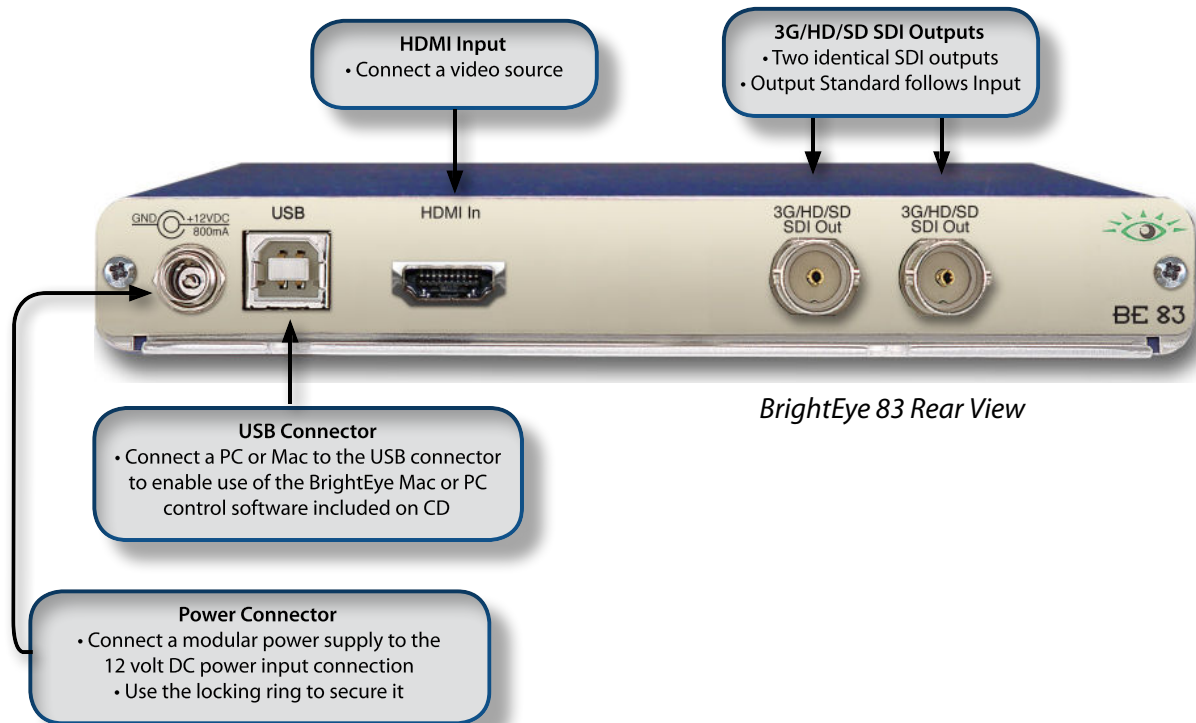 HDMI Input
• Connect a video source
3G/HD/SD SDI Outputs
• Two identical SDI outputs
• Output Standard follows Input
GND
+12VDC
800mA
USB
HDMI In
3G/HD/SD
SDI Out
3G/HD/SD
SDI Out
BE 83
BrightEye 83 Rear View
USB Connector
• Connect a PC or Mac to the USB connector
to enable use of the BrightEye Mac or PC
control software included on CD
Power Connector
• Connect a modular power supply to the
12 volt DC power input connection
• Use the locking ring to secure it